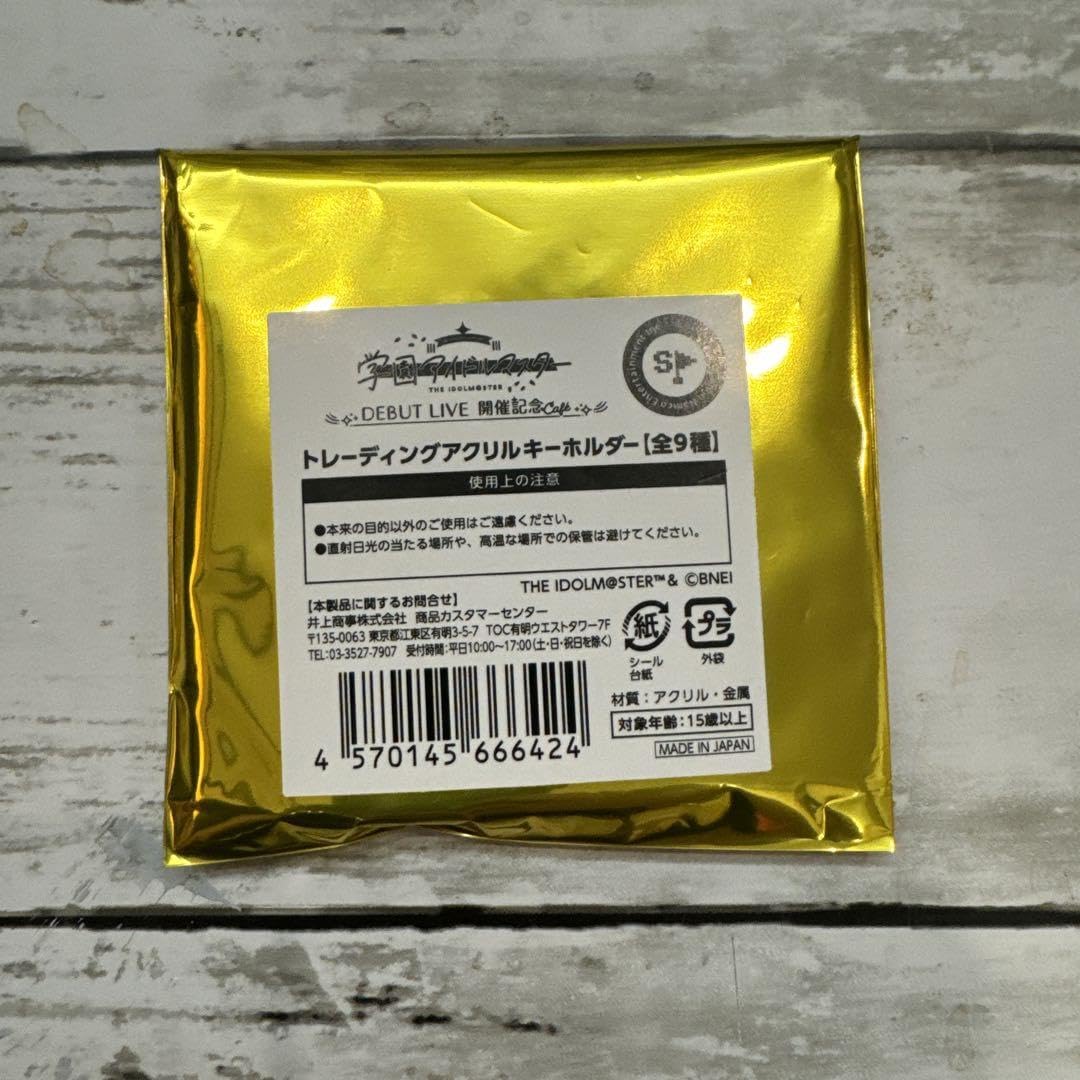 学園アイドルマスター
THE IDOLM@STER
DEBUT LIVE 開催記念Café
S
トレーディングアクリルキーホルダー【全9種】
使用上の注意
●本来の目的以外のご使用はご遠慮ください。
●直射日光の当たる場所や、高温な場所での保管は避けてください。
THE IDOLM@STER™& ©BNEI
【本製品に関するお問合せ】
井上商事株式会社 商品カスタマーセンター
〒135-0063 東京都江東区有明3-5-7 TOC有明ウエストタワー7F
TEL:03-3527-7907 受付時間:平日10:00〜17:00(土・日・祝日を除く)
紙
シール
台紙
プラ
外袋
材質：アクリル・金属
対象年齢：15歳以上
MADE IN JAPAN
4 570145 666424